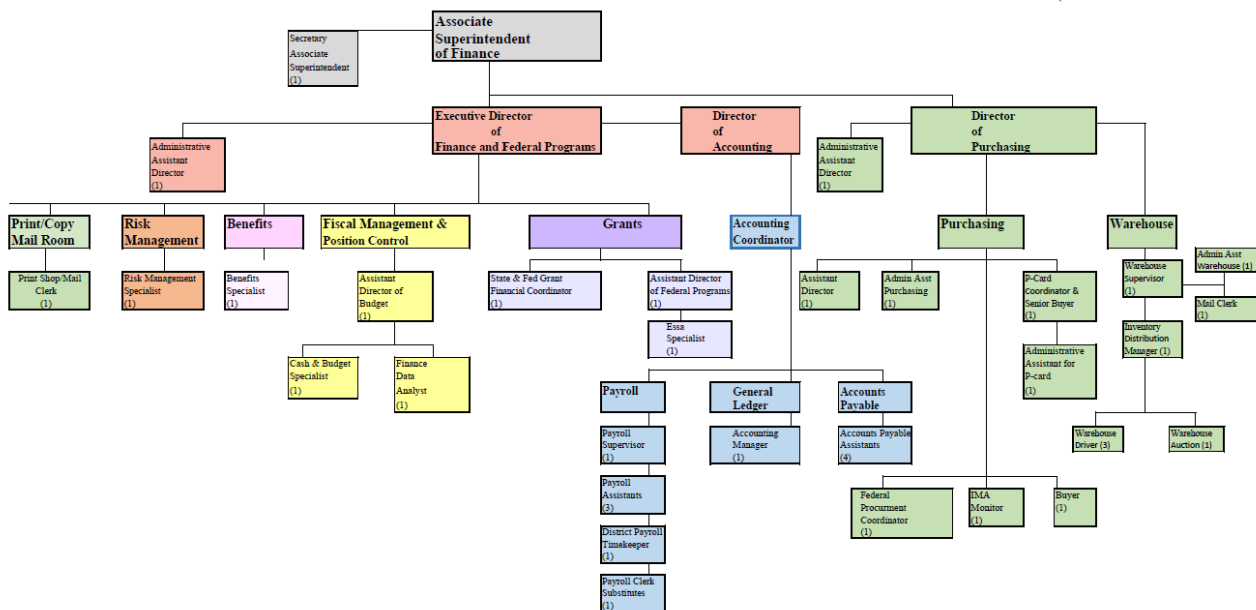 Associate
Superintendent
of Finance
Secretary
Associate
Superintendent
(1)
Executive Director
of
Finance and Federal Programs
Director
of
Accounting
Director
of
Purchasing
Administrative
Assistant
Director
(1)
Administrative
Assistant
Director
(1)
Print/Copy
Mail Room
Risk
Management
Benefits
Fiscal Management &
Position Control
Grants
Accounting
Coordinator
Purchasing
Warehouse
Print Shop/Mail
Clerk
(1)
Risk Management
Specialist
(1)
Benefits
Specialist
(1)
Assistant
Director of
Budget
(1)
State & Fed Grant
Financial Coordinator
(1)
Assistant Director
of Federal Programs
(1)
Essa
Specialist
(1)
Assistant
Director
(1)
Admin Asst
Purchasing
(1)
P-Card
Coordinator &
Senior Buyer
(1)
Warehouse
Supervisor
(1)
Admin Asst
Warehouse (1)
Mail Clerk
(1)
Inventory
Distribution
Manager (1)
Administrative
Assistant for
P-card
(1)
Cash & Budget
Specialist
(1)
Finance
Data
Analyst
(1)
Payroll
General
Ledger
Accounts
Payable
Payroll
Supervisor
(1)
Accounting
Manager
(1)
Accounts Payable
Assistants
(4)
Warehouse
Driver (3)
Warehouse
Auction (1)
Payroll
Assistants
(3)
Federal
Procurment
Coordinator
(1)
IMA
Monitor
(1)
Buyer
(1)
District Payroll
Timekeeper
(1)
Payroll Clerk
Substitutes
(1)